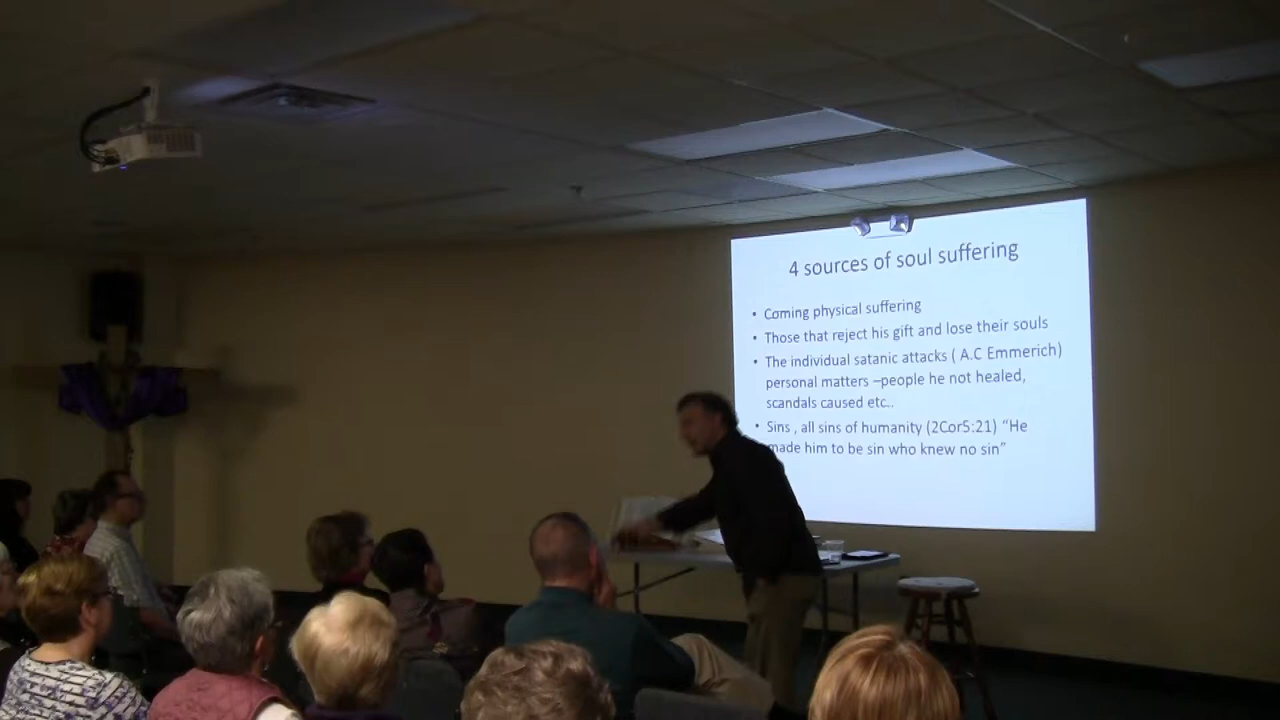 4 sources of soul suffering
• Coming physical suffering
• Those that reject his gift and lose their souls
• The individual satanic attacks ( A.C Emmerich)
personal matters –people he not healed,
scandals caused etc..
• Sins , all sins of humanity (2Cor5:21) “He
made him to be sin who knew no sin”